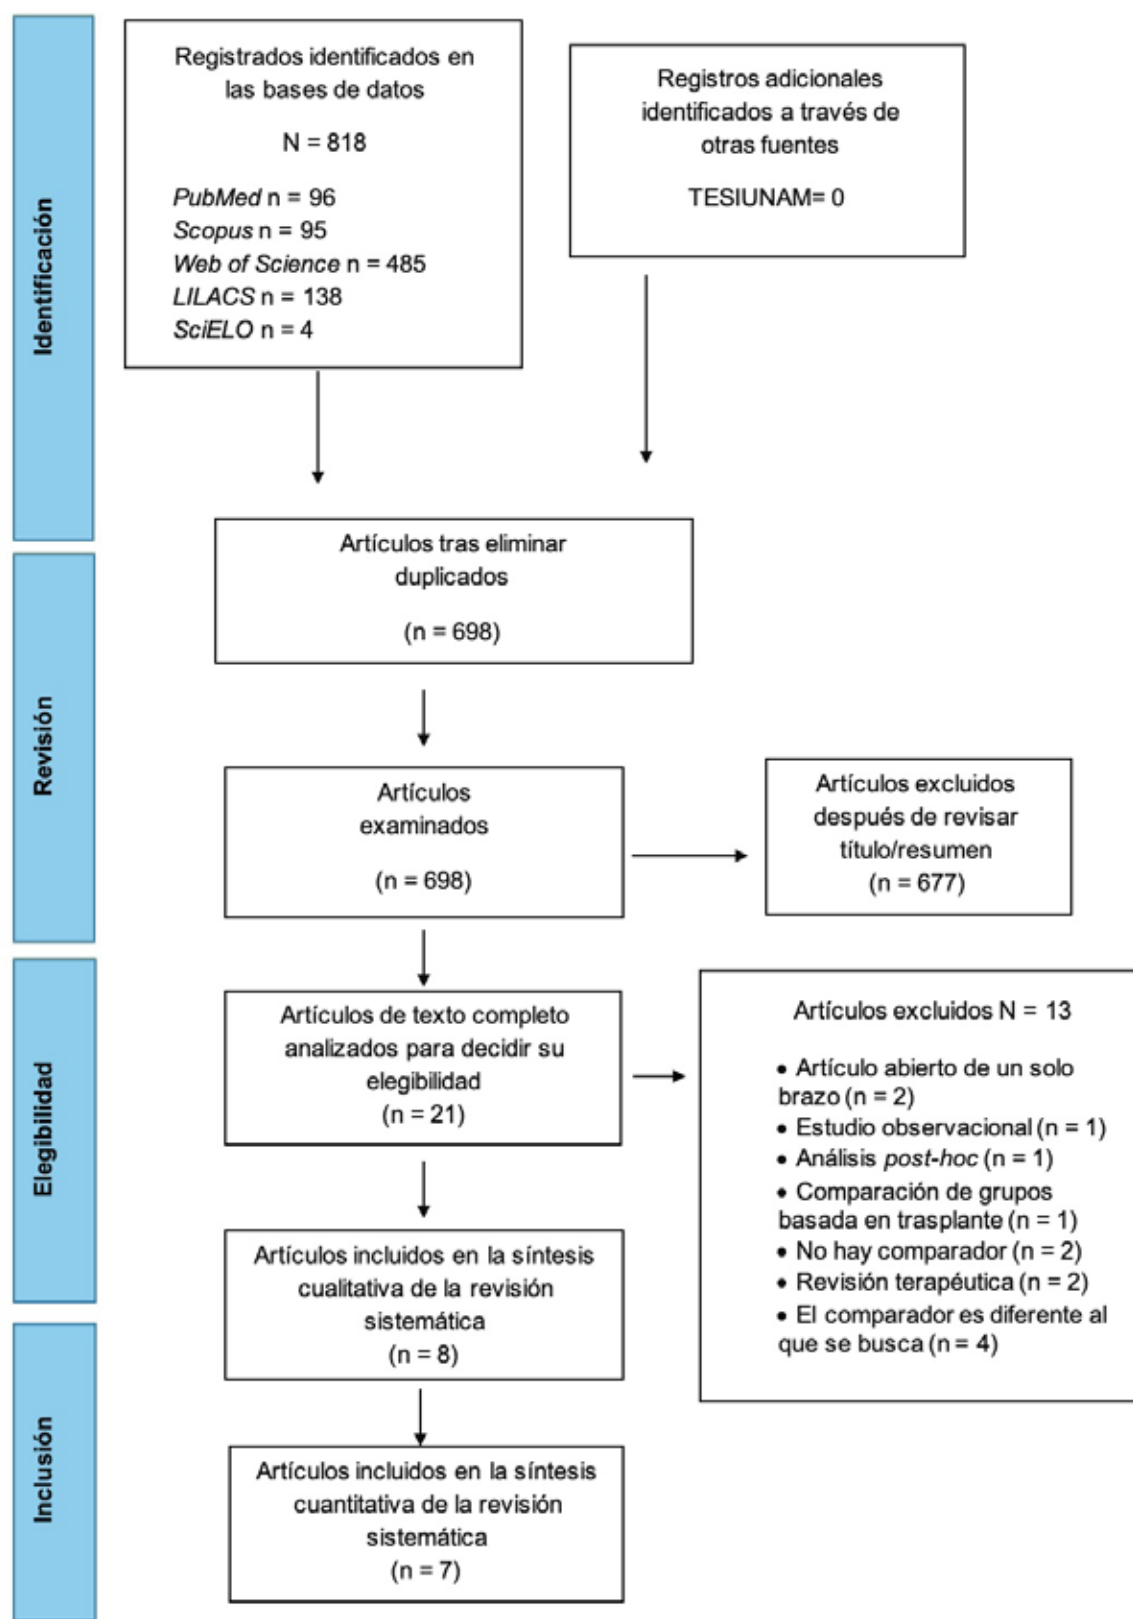 Identificación
Registrados identificados en
las bases de datos
N = 818
PubMed n = 96
Scopus n = 95
Web of Science n = 485
LILACS n = 138
SciELO n = 4
Registros adicionales
identificados a través de
otras fuentes
TESIUNAM= 0
Revisión
Artículos tras eliminar
duplicados
(n = 698)
Artículos
examinados
(n = 698)
Artículos excluidos
después de revisar
título/resumen
(n = 677)
Elegibilidad
Artículos de texto completo
analizados para decidir su
elegibilidad
(n = 21)
Artículos excluidos N = 13
• Artículo abierto de un solo
brazo (n = 2)
• Estudio observacional (n = 1)
• Análisis post-hoc (n = 1)
• Comparación de grupos
basada en trasplante (n = 1)
• No hay comparador (n = 2)
• Revisión terapéutica (n = 2)
• El comparador es diferente al
que se busca (n = 4)
Artículos incluidos en la síntesis
cualitativa de la revisión
sistemática
(n = 8)
Inclusión
Artículos incluidos en la síntesis
cuantitativa de la revisión
sistemática
(n = 7)